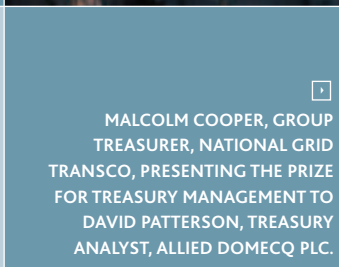 MALCOLM COOPER, GROUP
TREASURER, NATIONAL GRID
TRANSCO, PRESENTING THE PRIZE
FOR TREASURY MANAGEMENT TO
DAVID PATTERSON, TREASURY
ANALYST, ALLIED DOMECQ PLC.